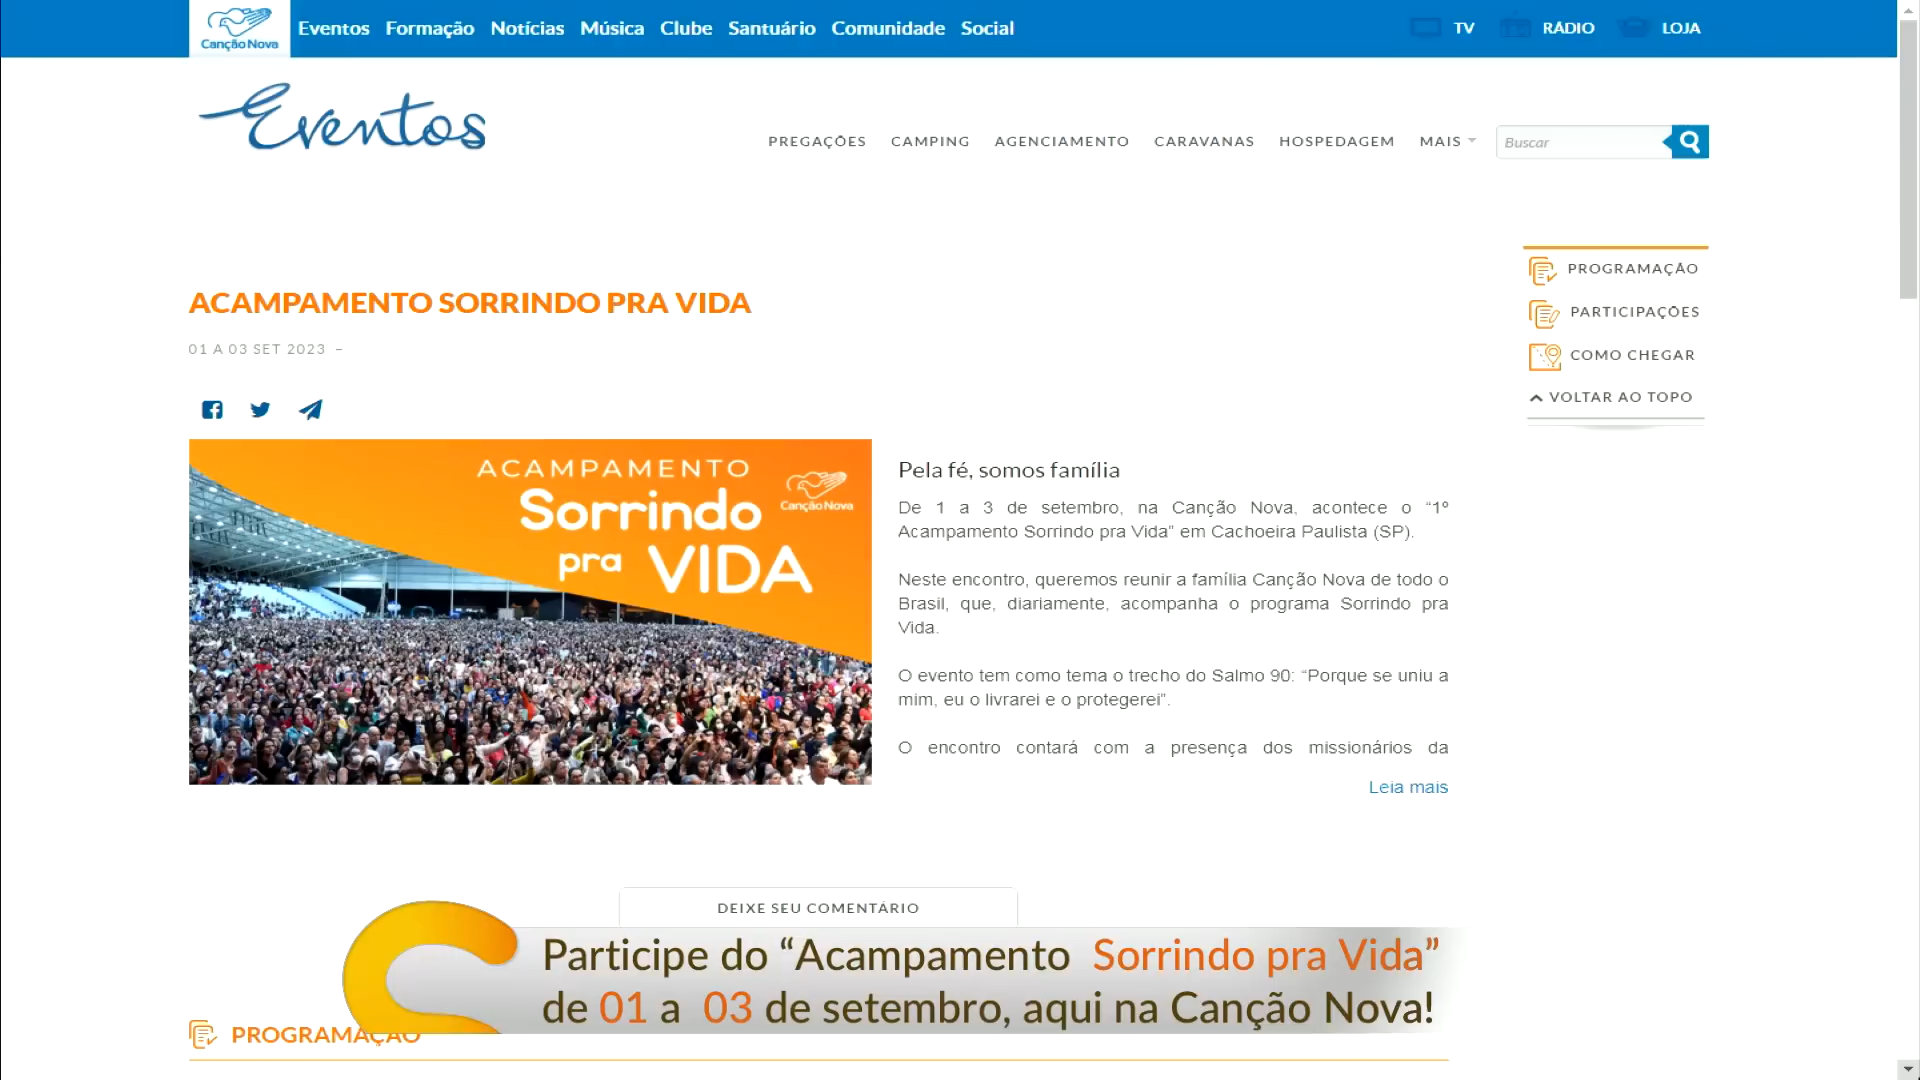 Canção Nova
Eventos Formação Notícias Música Clube Santuário Comunidade Social
TV RÁDIO LOJA
Eventos
PREGAÇÕES CAMPING AGENCIAMENTO CARAVANAS HOSPEDAGEM MAIS
Buscar
PROGRAMAÇÃO
PARTICIPAÇÕES
COMO CHEGAR
VOLTAR AO TOPO
ACAMPAMENTO SORRINDO PRA VIDA
01 A 03 SET 2023 –
ACAMPAMENTO
Sorrindo
pra VIDA
Canção Nova
Pela fé, somos família
De 1 a 3 de setembro, na Canção Nova, acontece o “1º
Acampamento Sorrindo pra Vida” em Cachoeira Paulista (SP).
Neste encontro, queremos reunir a família Canção Nova de todo o
Brasil, que, diariamente, acompanha o programa Sorrindo pra
Vida.
O evento tem como tema o trecho do Salmo 90: “Porque se uniu a
mim, eu o livrarei e o protegerei”.
O encontro contará com a presença dos missionários da
Leia mais
DEIXE SEU COMENTÁRIO
Participe do “Acampamento Sorrindo pra Vida”
de 01 a 03 de setembro, aqui na Canção Nova!
PROGRAMAÇÃO